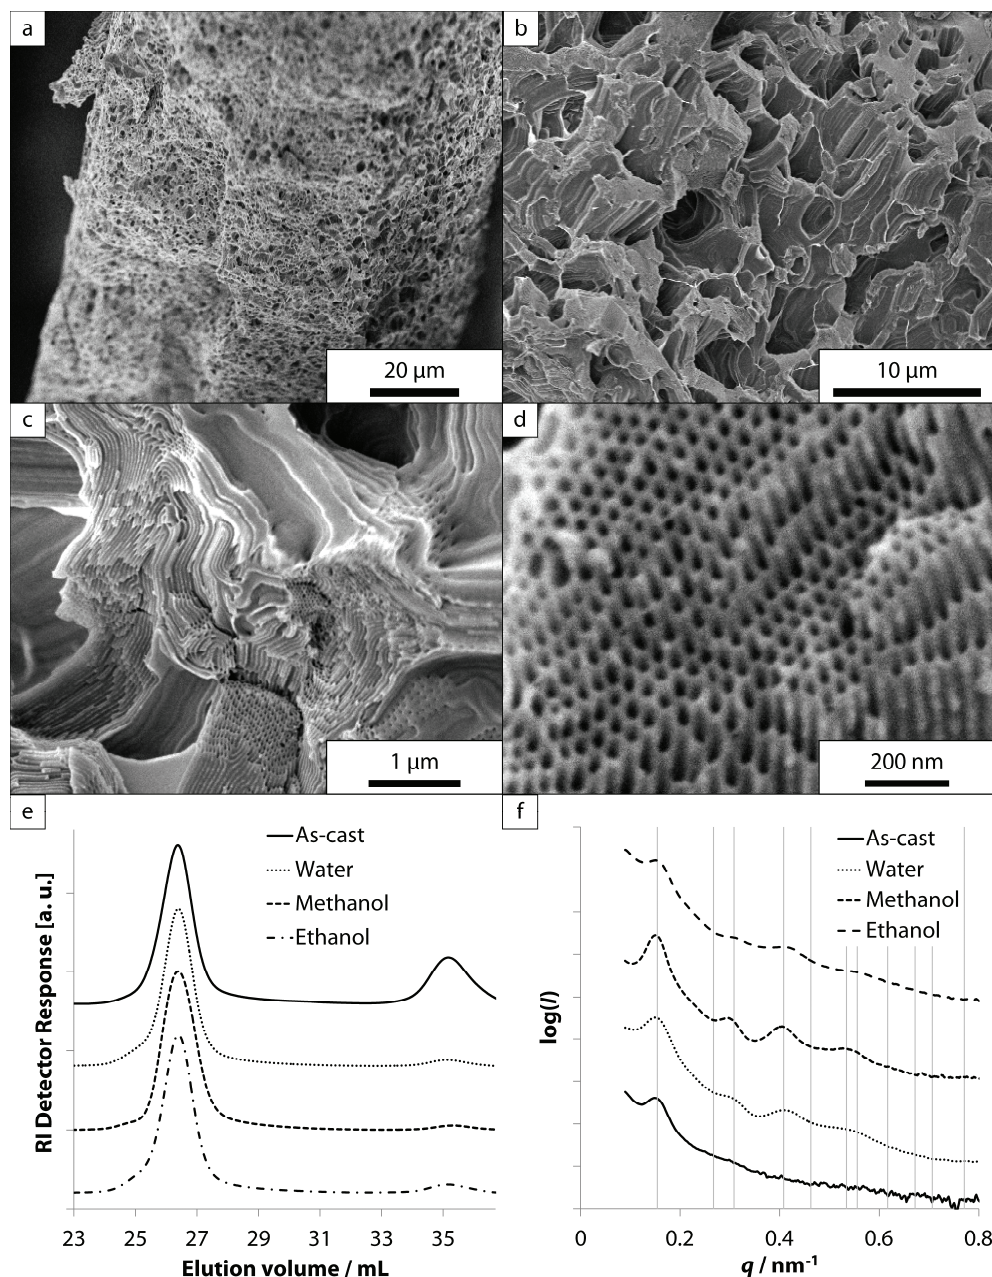 a
b
20 µm
10 µm
c
d
1 µm
200 nm
e
f
As-cast
Water
Methanol
Ethanol
RI Detector Response [a. u.]
23 25 27 29 31 33 35
Elution volume / mL
As-cast
Water
Methanol
Ethanol
log(I)
0 0.2 0.4 0.6 0.8
q / nm⁻¹